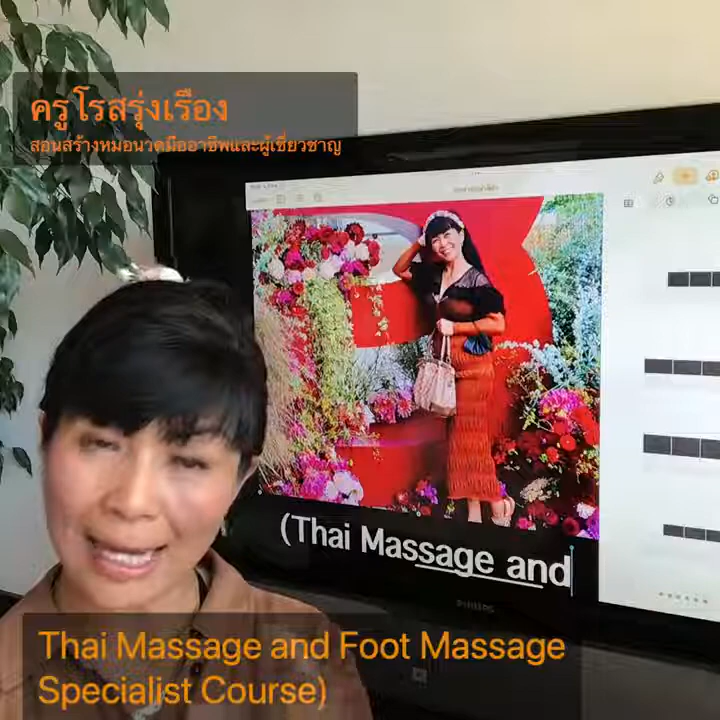 ครูโรสรุ่งเรือง
สอนสร้างหมอนวดมืออาชีพและผู้เชี่ยวชาญ
(Thai Massage and
PHILIPS
Thai Massage and Foot Massage
Specialist Course)